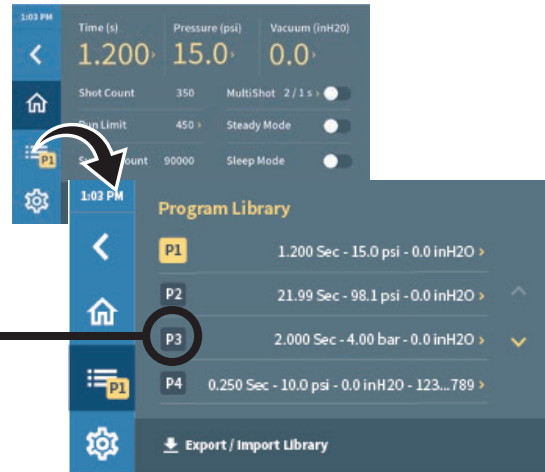 1:03 PM
Time (s) Pressure (psi) Vacuum (inH20)
1.200 › 15.0 › 0.0 ›
Shot Count 350 MultiShot 2 / 1 s ›
Limit 450 › Steady Mode
P1 90000 Sleep Mode
1:03 PM
Program Library
P1 1.200 Sec - 15.0 psi - 0.0 inH2O ›
P2 21.99 Sec - 98.1 psi - 0.0 inH2O ›
P3 2.000 Sec - 4.00 bar - 0.0 inH2O ›
P1 P4 0.250 Sec - 10.0 psi - 0.0 inH2O - 123...789 ›
Export / Import Library